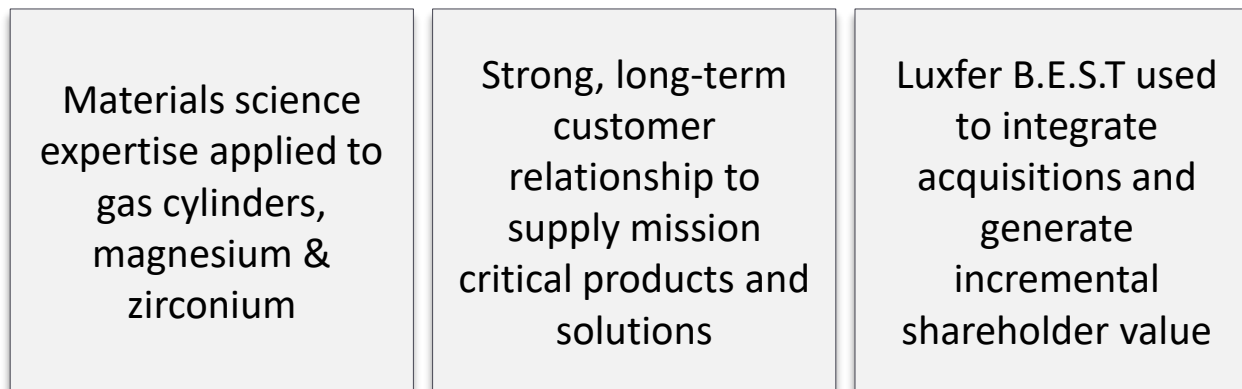 Materials science
expertise applied to
gas cylinders,
magnesium &
zirconium
Strong, long-term
customer
relationship to
supply mission
critical products and
solutions
Luxfer B.E.S.T used
to integrate
acquisitions and
generate
incremental
shareholder value